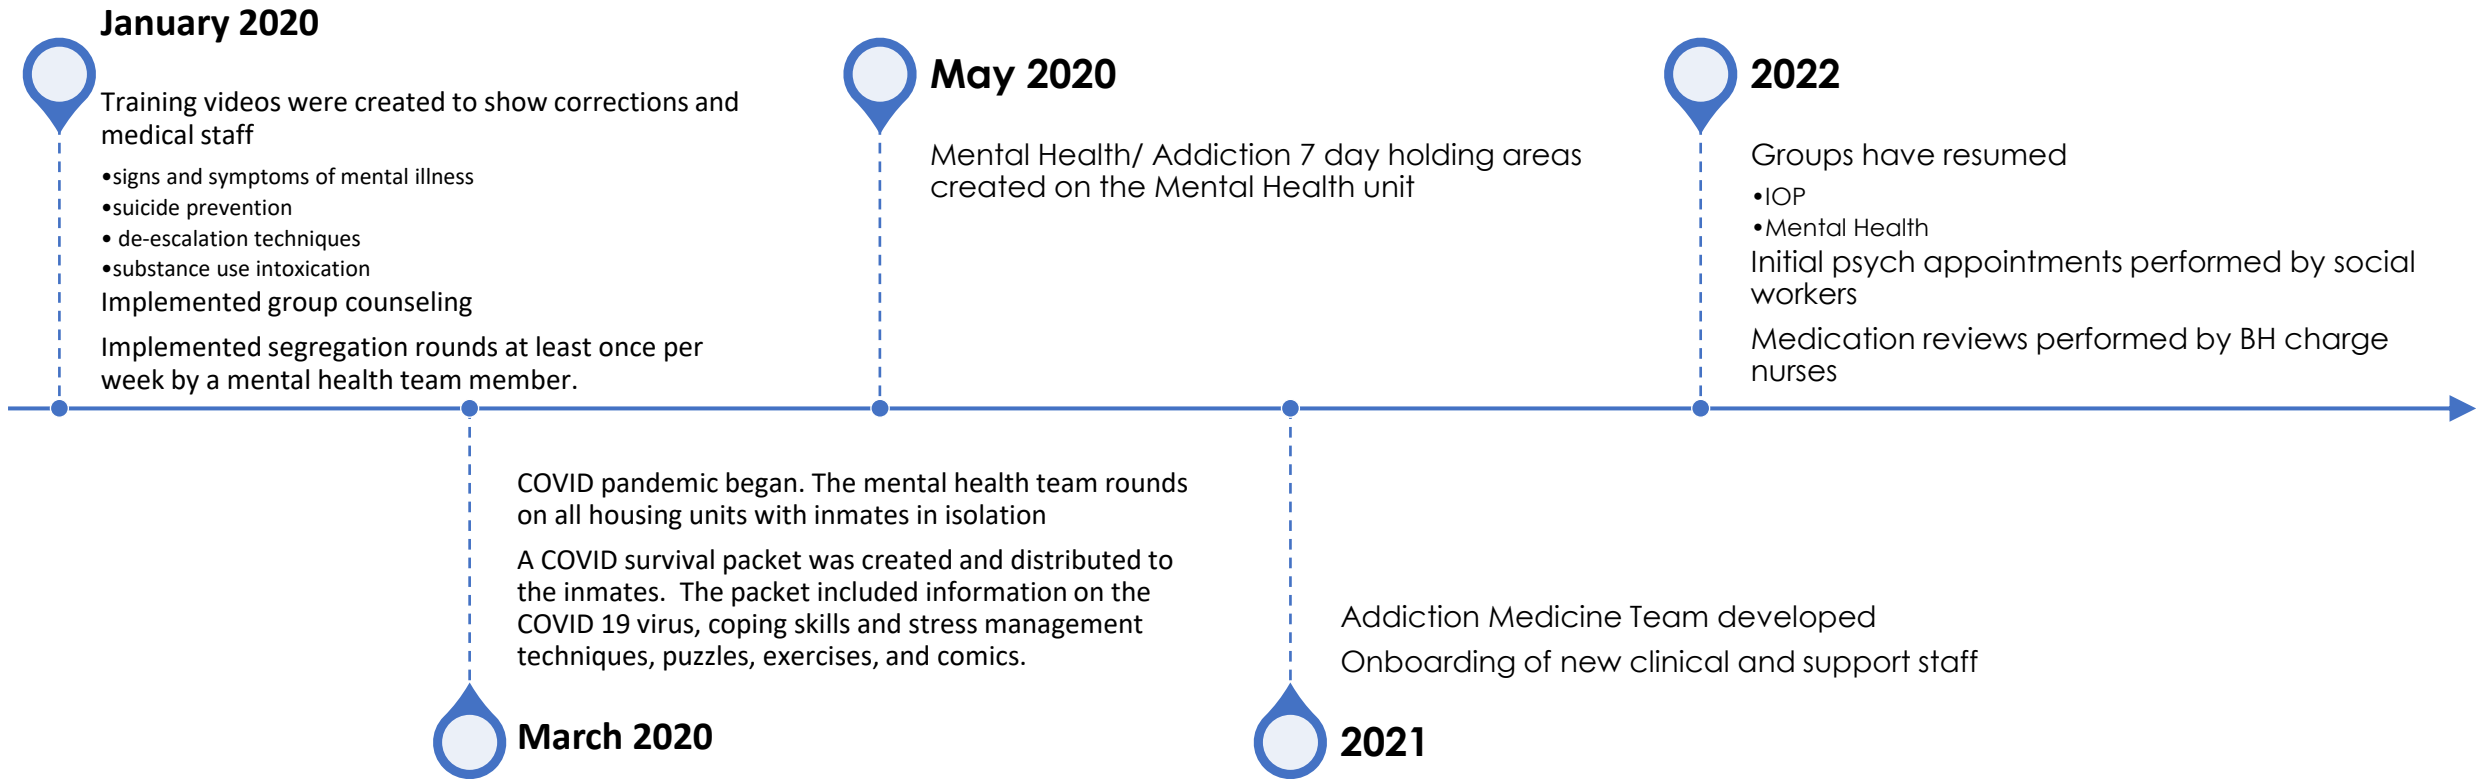 January 2020
Training videos were created to show corrections and
medical staff
•signs and symptoms of mental illness
•suicide prevention
• de-escalation techniques
•substance use intoxication
Implemented group counseling
Implemented segregation rounds at least once per
week by a mental health team member.
COVID pandemic began. The mental health team rounds
on all housing units with inmates in isolation
A COVID survival packet was created and distributed to
the inmates.  The packet included information on the
COVID 19 virus, coping skills and stress management
techniques, puzzles, exercises, and comics.
March 2020
May 2020
Mental Health/ Addiction 7 day holding areas
created on the Mental Health unit
Addiction Medicine Team developed
Onboarding of new clinical and support staff
2021
2022
Groups have resumed
•IOP
•Mental Health
Initial psych appointments performed by social
workers
Medication reviews performed by BH charge
nurses